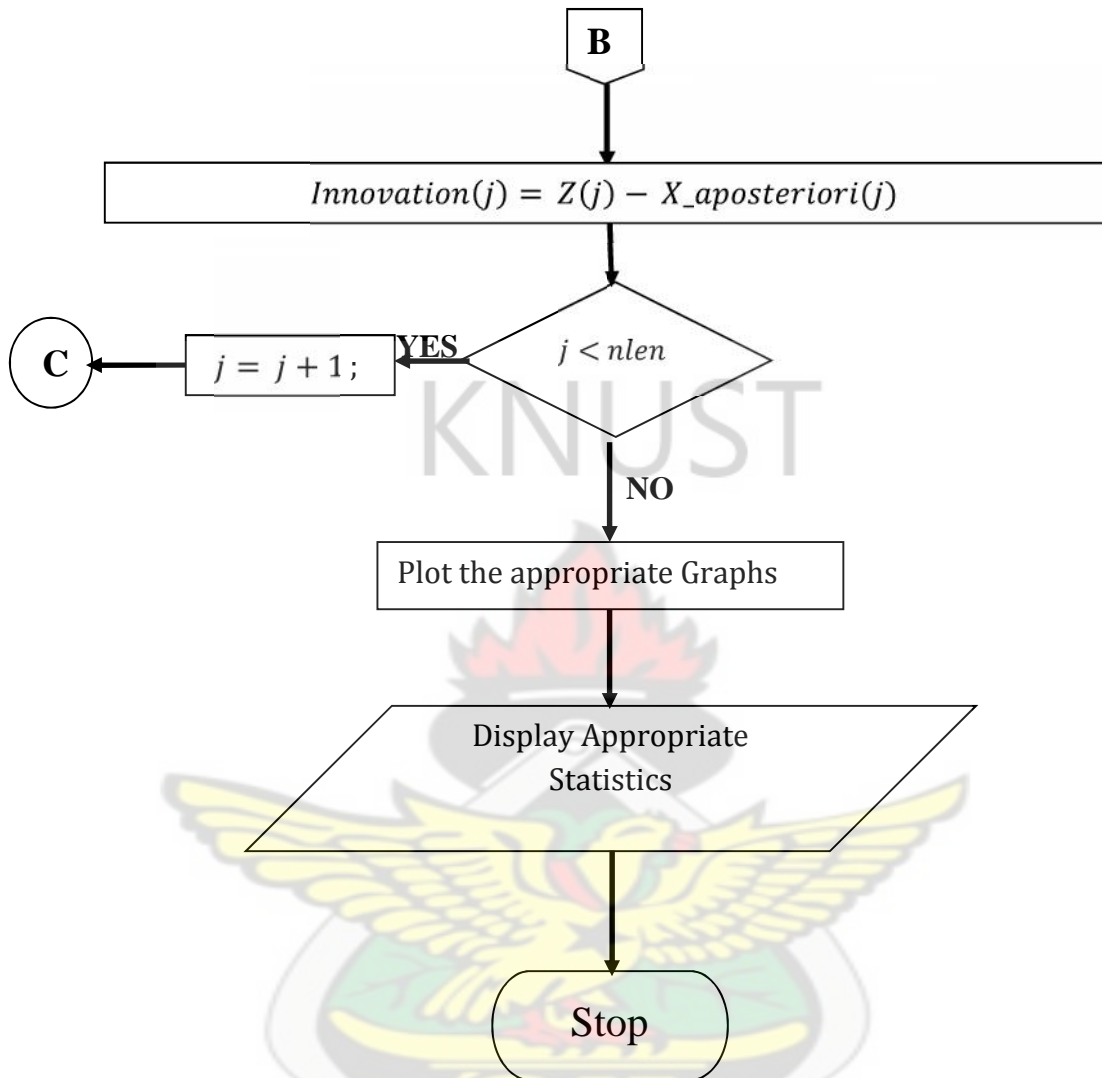 B
Innovation(j) = Z(j) − X_aposteriori(j)
j < nlen
YES
j = j + 1;
C
KNUST
NO
Plot the appropriate Graphs
Display Appropriate
Statistics
Stop